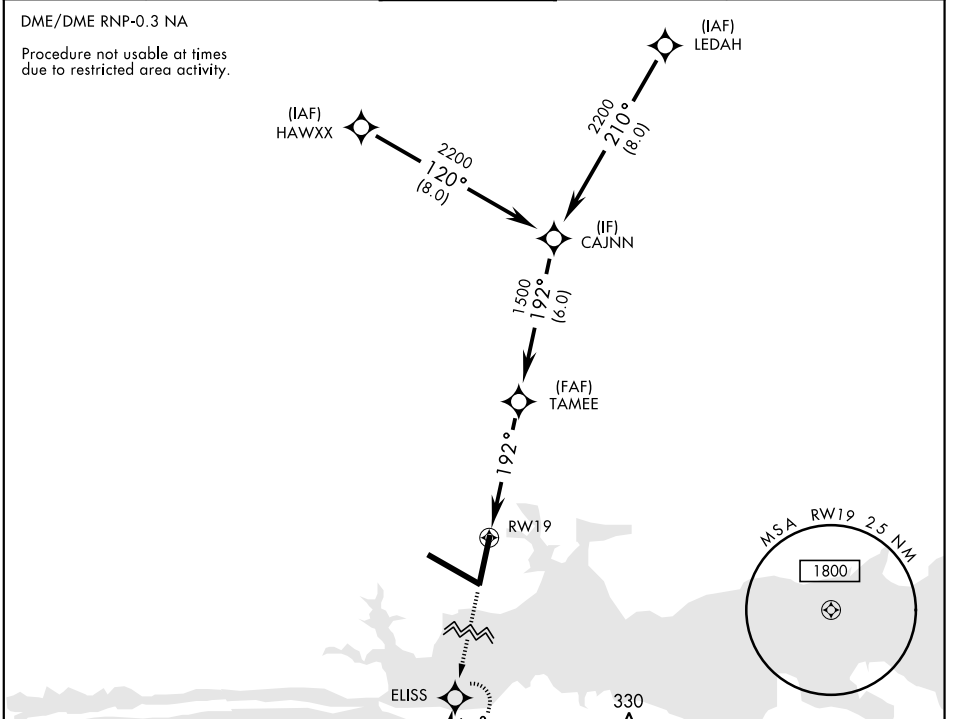 DME/DME RNP-0.3 NA
Procedure not usable at times
due to restricted area activity.
(IAF)
LEDAH
(IAF)
HAWXX
2200
210°
(8.0)
2200
120°
(8.0)
(IF)
CAJNN
1500
192°
(6.0)
(FAF)
TAMEE
192°
RW19
MSA RW19 25 NM
1800
ELISS
330